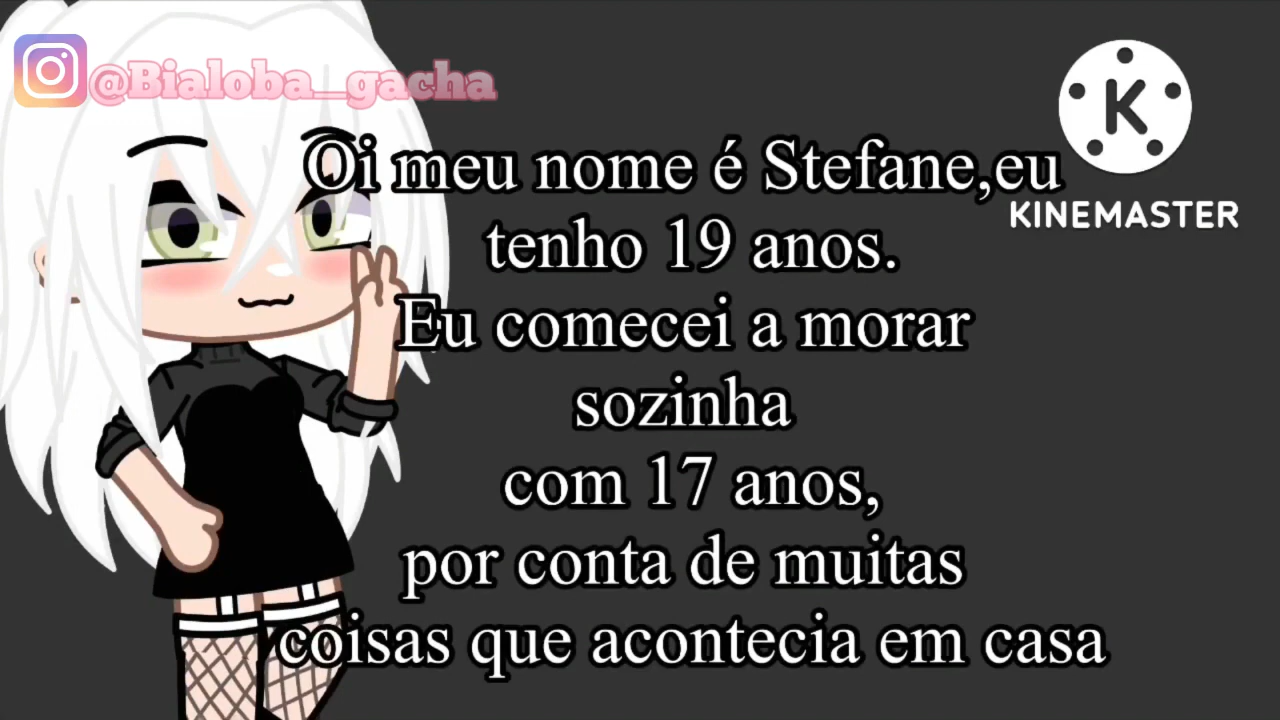 @Bialoba_gacha
Oi meu nome é Stefane,eu
tenho 19 anos.
Eu comecei a morar
sozinha
com 17 anos,
por conta de muitas
coisas que acontecia em casa
K
KINEMASTER